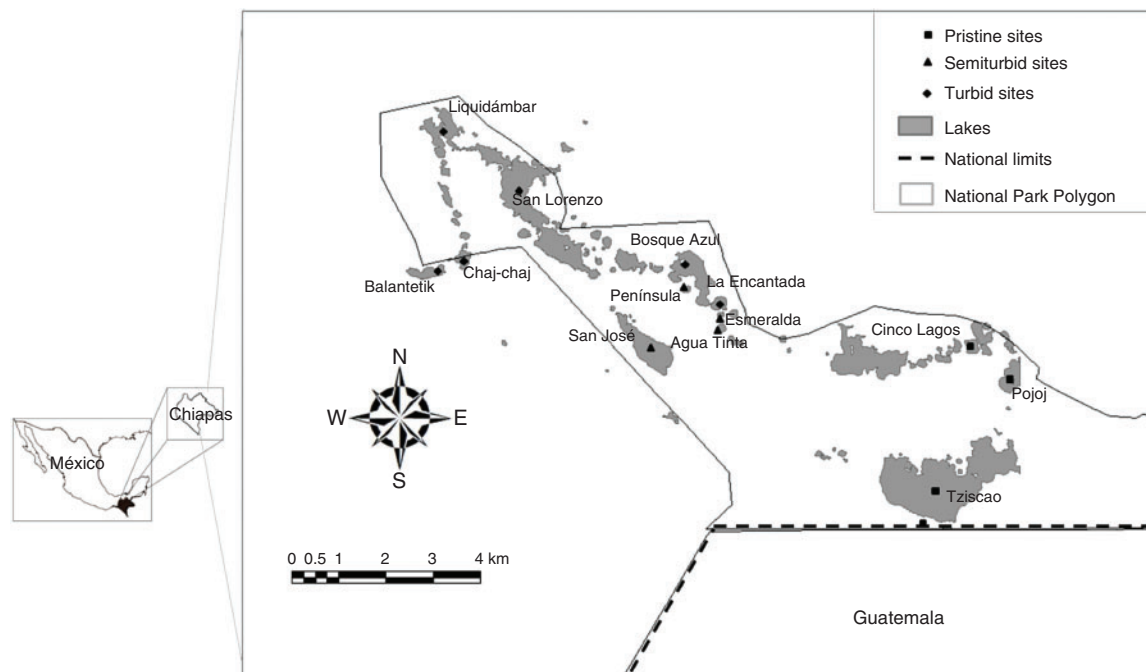 Pristine sites
Semiturbid sites
Turbid sites
Lakes
National limits
National Park Polygon
Liquidámbar
San Lorenzo
Bosque Azul
Chaj-chaj
Balantetik
La Encantada
Península
Esmeralda
San José
Agua Tinta
Cinco Lagos
Pojoj
Tziscao
N
W E
S
Chiapas
México
0 0.5 1 2 3 4 km
Guatemala